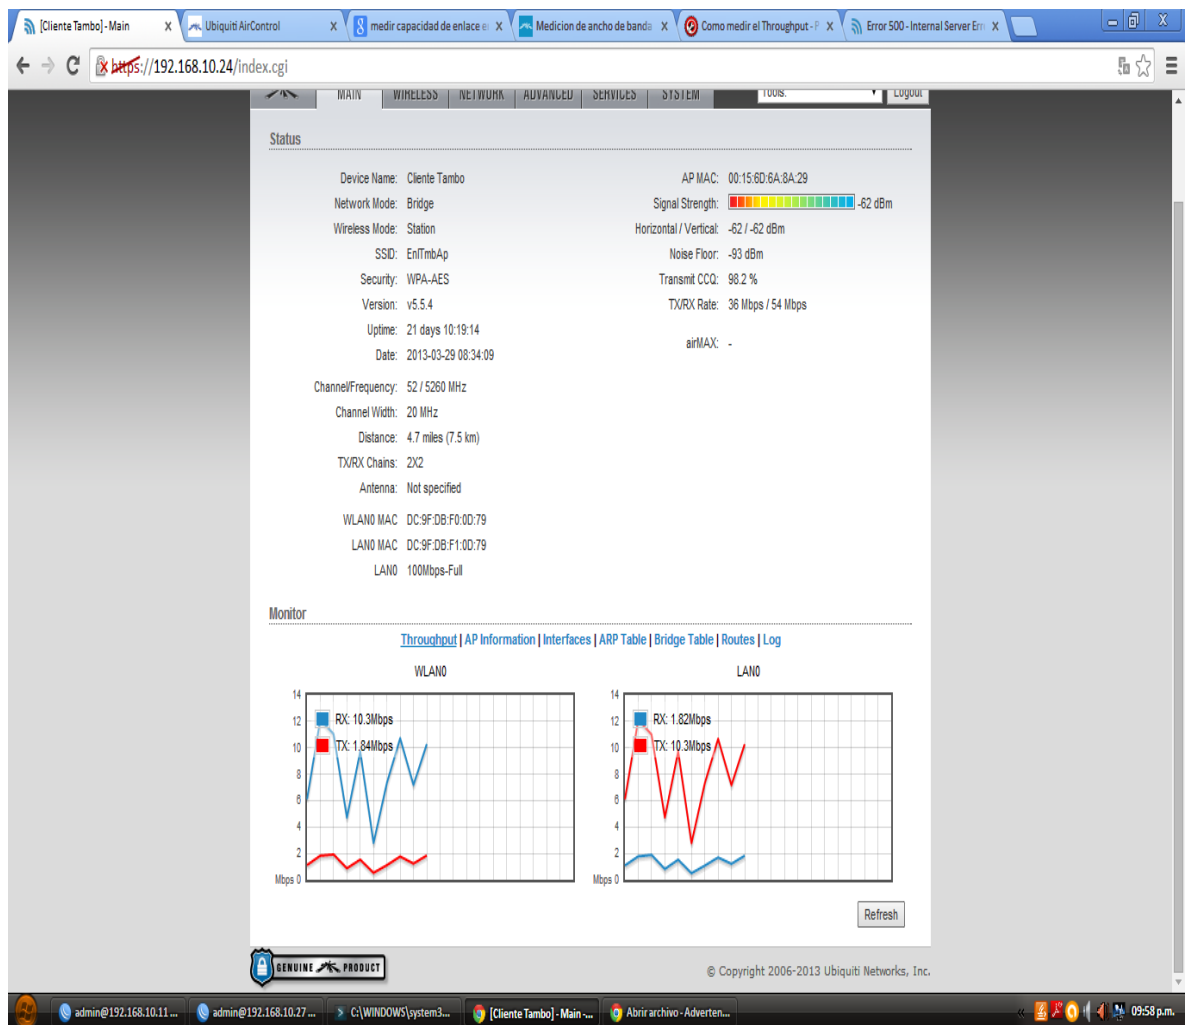 [Cliente Tambo] - Main
Ubiquiti AirControl
medir capacidad de enlace e
Medicion de ancho de banda
Como medir el Throughput - P
Error 500 - Internal Server Err
https://192.168.10.24/index.cgi
MAIN WIRELESS NETWORK ADVANCED SERVICES SYSTEM Tools: Logout
Status
Device Name: Cliente Tambo
Network Mode: Bridge
Wireless Mode: Station
SSID: EnlTmbAp
Security: WPA-AES
Version: v5.5.4
Uptime: 21 days 10:19:14
Date: 2013-03-29 08:34:09
Channel/Frequency: 52 / 5260 MHz
Channel Width: 20 MHz
Distance: 4.7 miles (7.5 km)
TX/RX Chains: 2X2
Antenna: Not specified
WLAN0 MAC DC:9F:DB:F0:0D:79
LAN0 MAC DC:9F:DB:F1:0D:79
LAN0 100Mbps-Full
AP MAC: 00:15:6D:6A:8A:29
Signal Strength: -62 dBm
Horizontal / Vertical: -62 / -62 dBm
Noise Floor: -93 dBm
Transmit CCQ: 98.2 %
TX/RX Rate: 36 Mbps / 54 Mbps
airMAX: -
Monitor
Throughput | AP Information | Interfaces | ARP Table | Bridge Table | Routes | Log
WLAN0
14
12
10
8
6
4
2
Mbps 0
RX: 10.3Mbps
TX: 1.84Mbps
LAN0
14
12
10
8
6
4
2
Mbps 0
RX: 1.82Mbps
TX: 10.3Mbps
Refresh
GENUINE PRODUCT
© Copyright 2006-2013 Ubiquiti Networks, Inc.
admin@192.168.10.11 ...
admin@192.168.10.27 ...
C:\WINDOWS\system3...
[Cliente Tambo] - Main -...
Abrir archivo - Adverten...
09:58 p.m.